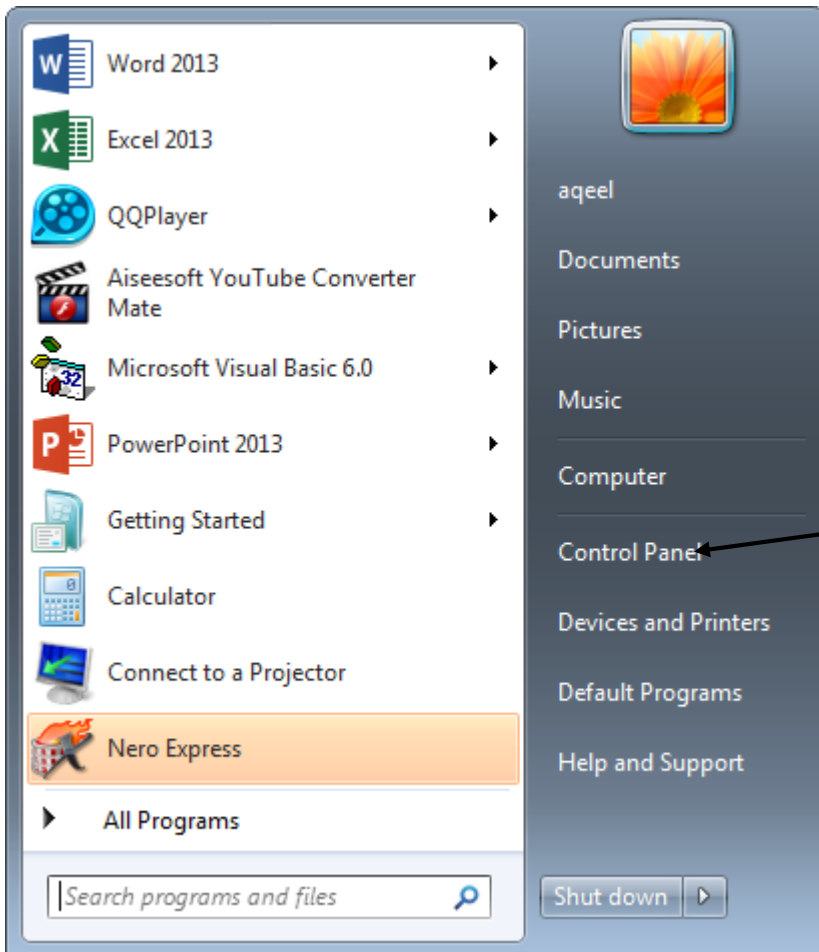 Word 2013
Excel 2013
QQPlayer
Aiseesoft YouTube Converter
Mate
Microsoft Visual Basic 6.0
PowerPoint 2013
Getting Started
Calculator
Connect to a Projector
Nero Express
All Programs
Search programs and files
aqeel
Documents
Pictures
Music
Computer
Control Panel
Devices and Printers
Default Programs
Help and Support
Shut down